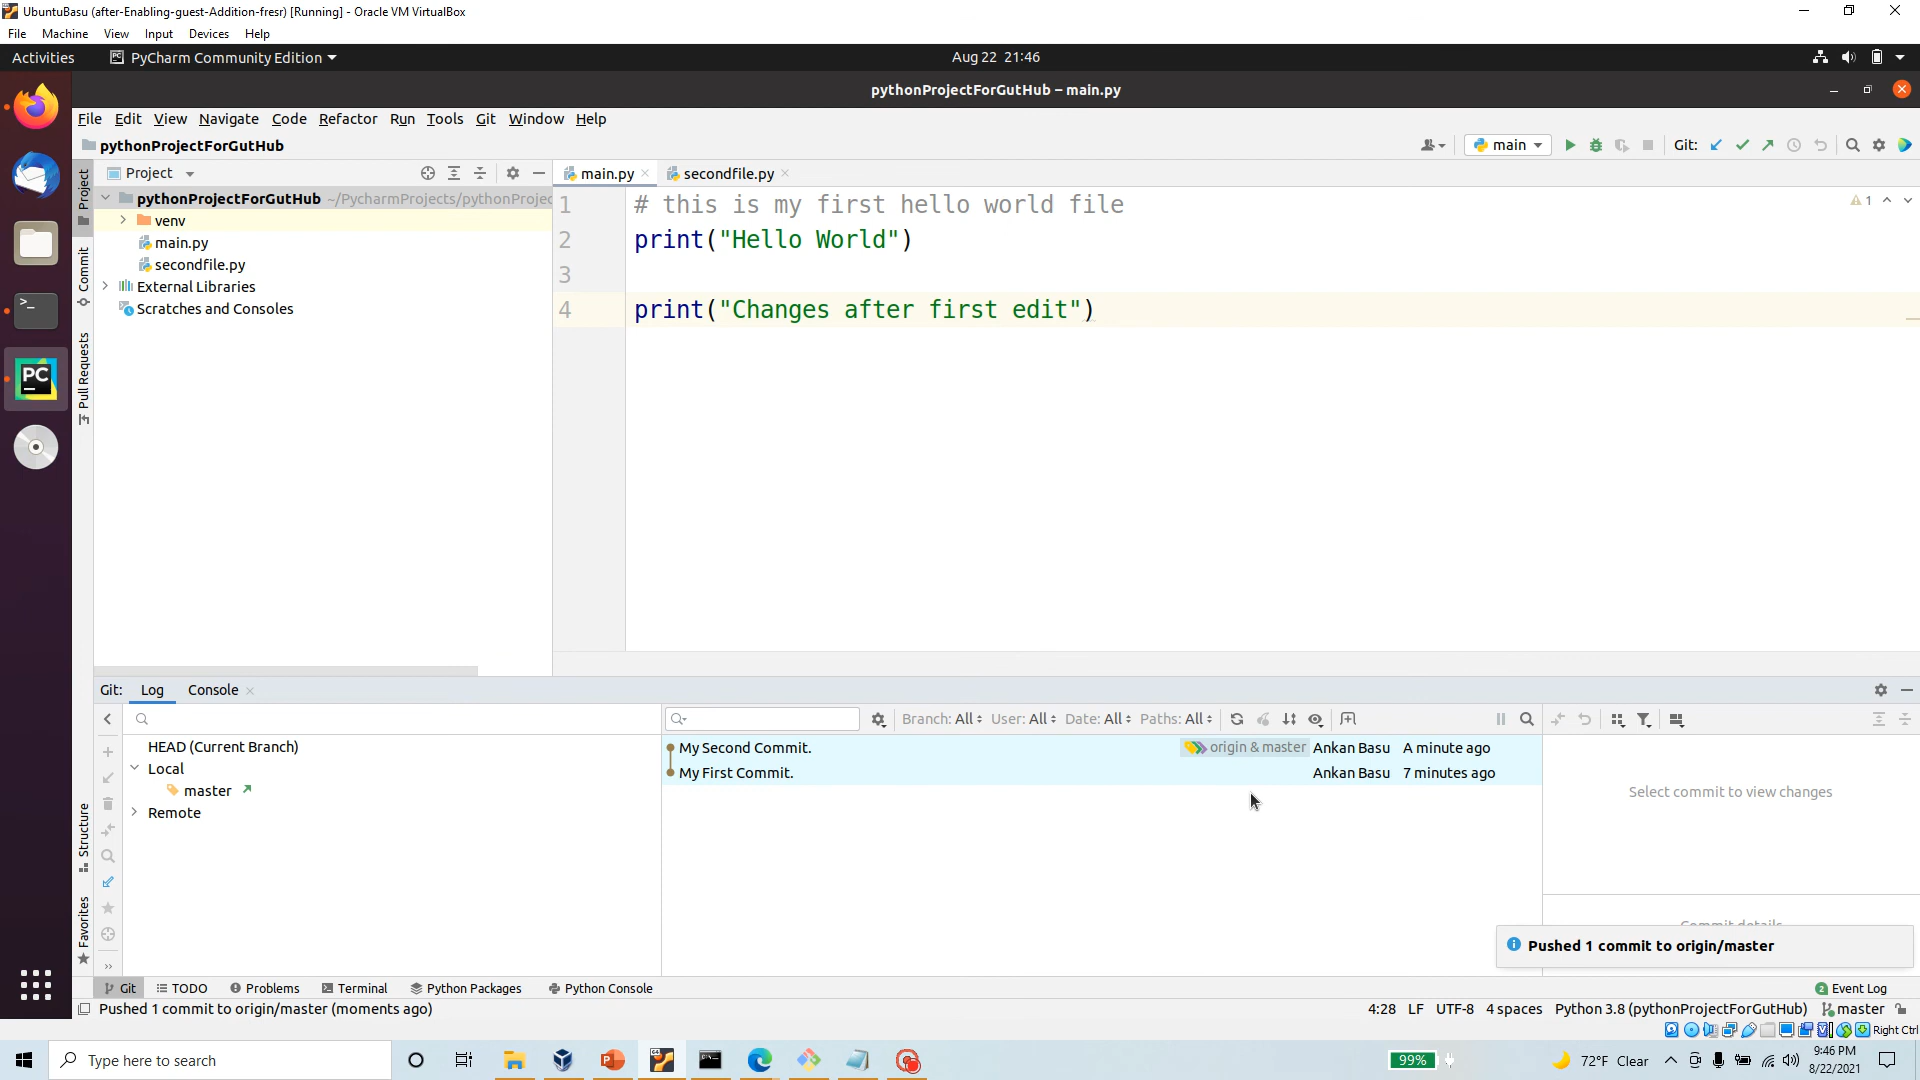 UbuntuBasu (after-Enabling-guest-Addition-fresr) [Running] - Oracle VM VirtualBox
File Machine View Input Devices Help
Activities PyCharm Community Edition Aug 22 21:46
pythonProjectForGutHub – main.py
File Edit View Navigate Code Refactor Run Tools Git Window Help
pythonProjectForGutHub main Git:
Project main.py secondfile.py
pythonProjectForGutHub ~/PycharmProjects/pythonProjec
venv
main.py
secondfile.py
External Libraries
Scratches and Consoles
Project
Commit
Pull Requests
Structure
Favorites
1 # this is my first hello world file
2 print("Hello World")
3
4 print("Changes after first edit")
1
Git: Log Console
Branch: All User: All Date: All Paths: All
HEAD (Current Branch)
Local
master
Remote
My Second Commit. origin & master Ankan Basu A minute ago
My First Commit. Ankan Basu 7 minutes ago
Select commit to view changes
Commit details
Pushed 1 commit to origin/master
Git TODO Problems Terminal Python Packages Python Console 2 Event Log
Pushed 1 commit to origin/master (moments ago) 4:28 LF UTF-8 4 spaces Python 3.8 (pythonProjectForGutHub) master
Right Ctrl
Type here to search 99% 72°F Clear 9:46 PM
8/22/2021